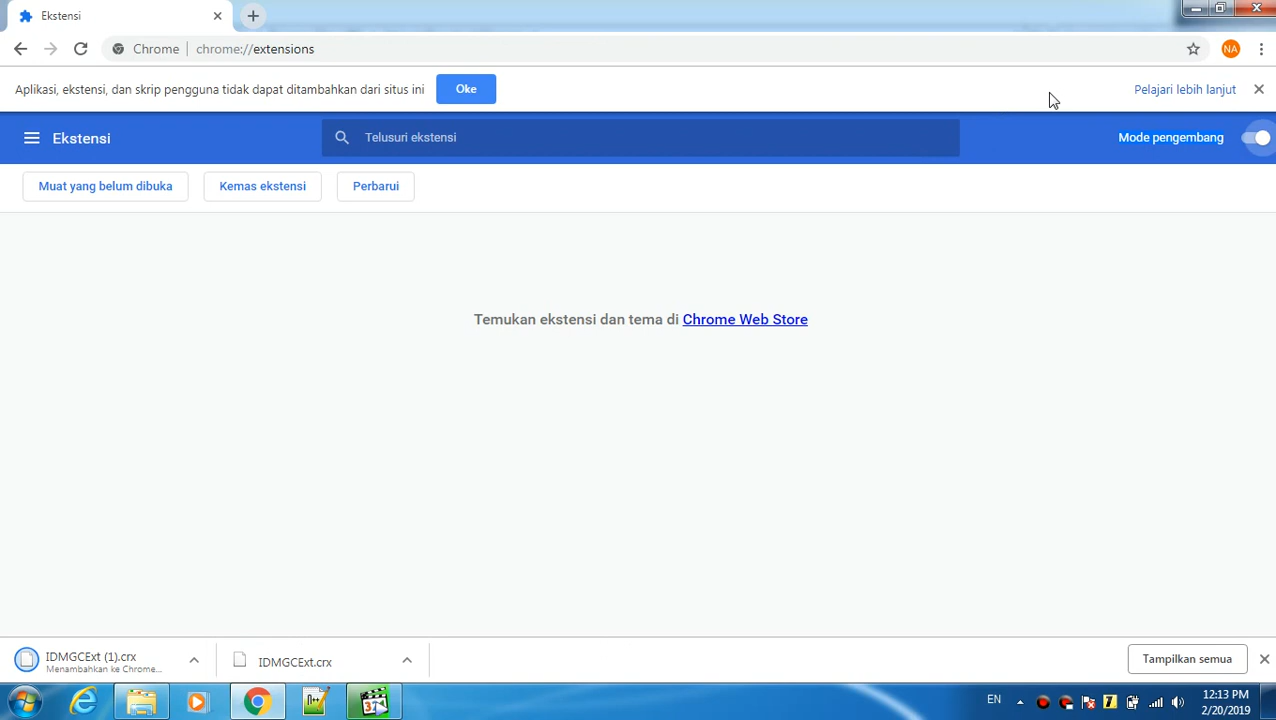 Ekstensi
Chrome chrome://extensions
NA
Aplikasi, ekstensi, dan skrip pengguna tidak dapat ditambahkan dari situs ini Oke Pelajari lebih lanjut
Ekstensi Telusuri ekstensi Mode pengembang
Muat yang belum dibuka Kemas ekstensi Perbarui
Temukan ekstensi dan tema di Chrome Web Store
IDMGCExt (1).crx
Menambahkan ke Chrome...
IDMGCExt.crx
Tampilkan semua
EN
12:13 PM
2/20/2019